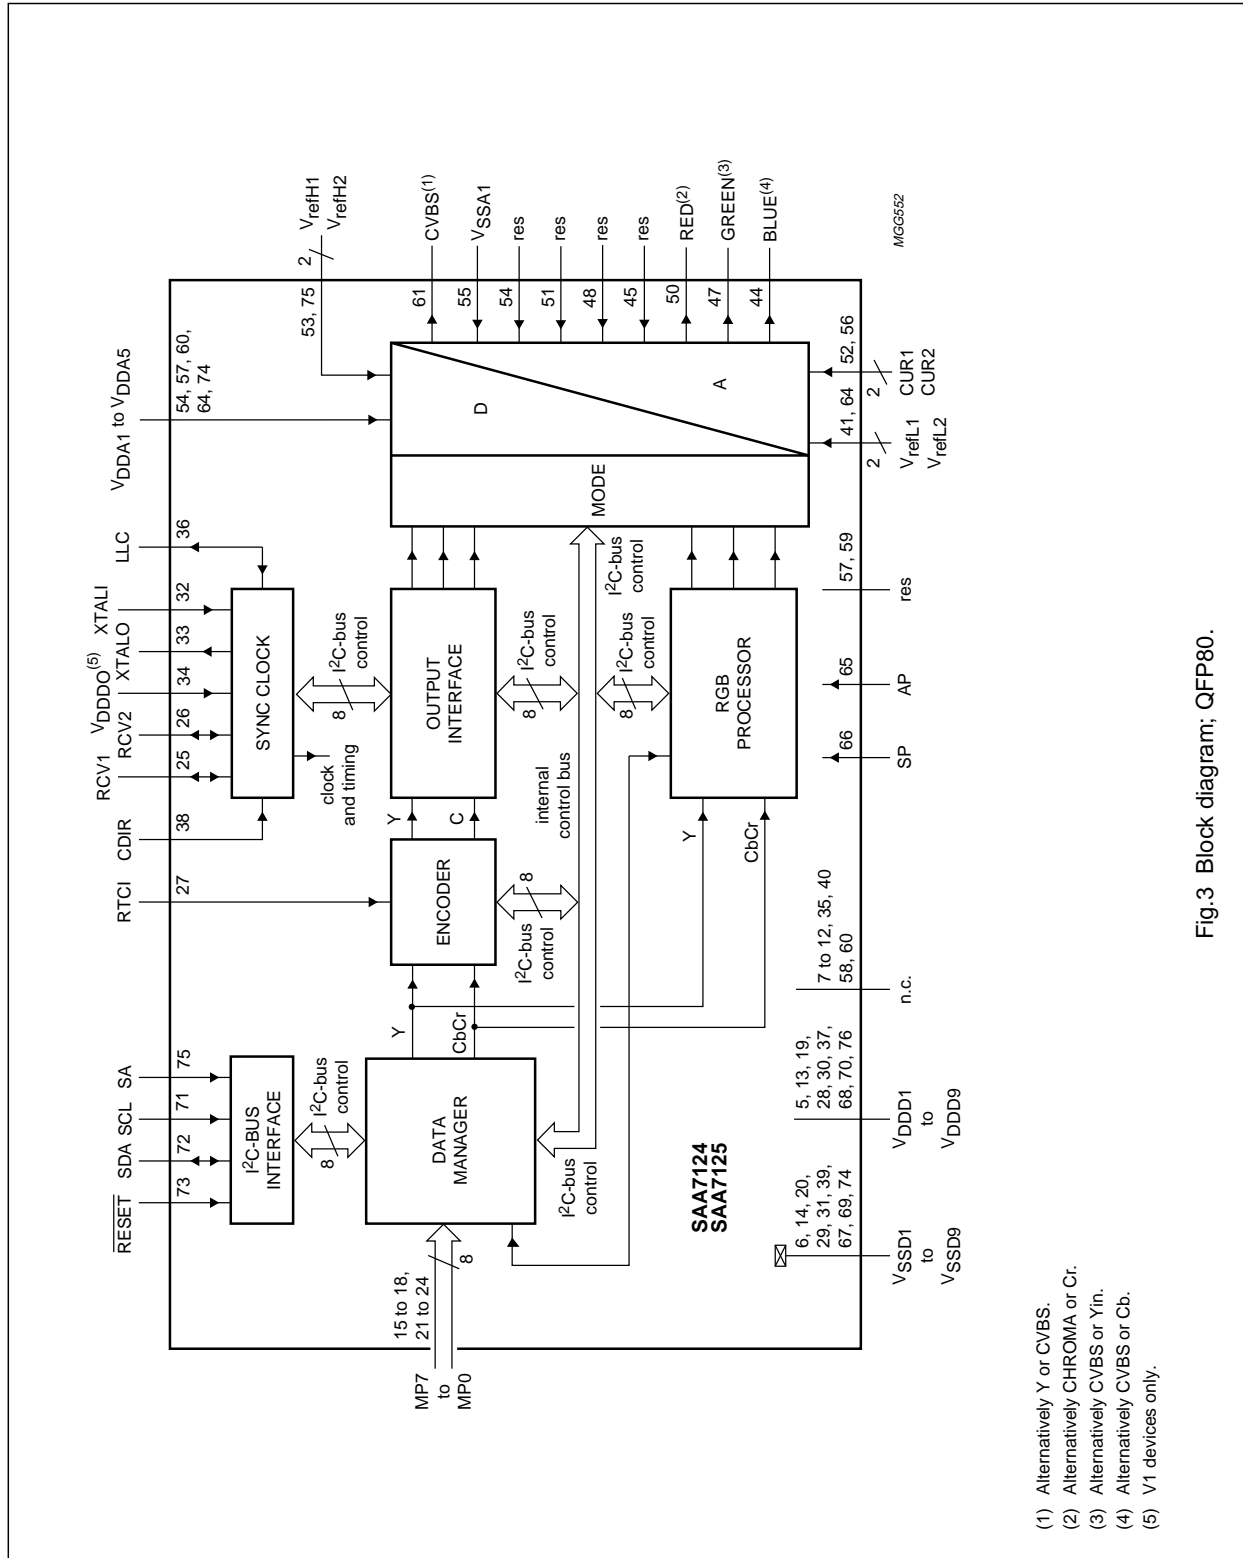 RESET
SDA
SCL
SA
RTCI
CDIR
RCV1
RCV2
VDDDO(5)
XTALO
XTALI
LLC
VDDA1 to VDDA5
73
72
71
75
27
38
25
26
34
33
32
36
54, 57, 60,
64, 74
53, 75
2
VrefH1
VrefH2
I2C-BUS
INTERFACE
SYNC CLOCK
8
I2C-bus
control
clock
and timing
8
I2C-bus
control
MP7
to
MP0
15 to 18,
21 to 24
8
DATA
MANAGER
Y
CbCr
ENCODER
Y
C
OUTPUT
INTERFACE
MODE
D
A
61
CVBS(1)
55
VSSA1
54
res
51
res
48
res
45
res
50
RED(2)
47
GREEN(3)
44
BLUE(4)
I2C-bus
control
I2C-bus
control
8
internal
control bus
8
I2C-bus
control
I2C-bus
control
8
I2C-bus
control
SAA7124
SAA7125
Y
CbCr
RGB
PROCESSOR
6, 14, 20,
29, 31, 39,
67, 69, 74
VSSD1
to
VSSD9
5, 13, 19,
28, 30, 37,
68, 70, 76
VDDD1
to
VDDD9
7 to 12, 35, 40
58, 60
n.c.
66
SP
65
AP
57, 59
res
41, 64
2
VrefL1
VrefL2
52, 56
2
CUR1
CUR2
MGG552
(1) Alternatively Y or CVBS.
(2) Alternatively CHROMA or Cr.
(3) Alternatively CVBS or Yin.
(4) Alternatively CVBS or Cb.
(5) V1 devices only.
Fig.3 Block diagram; QFP80.